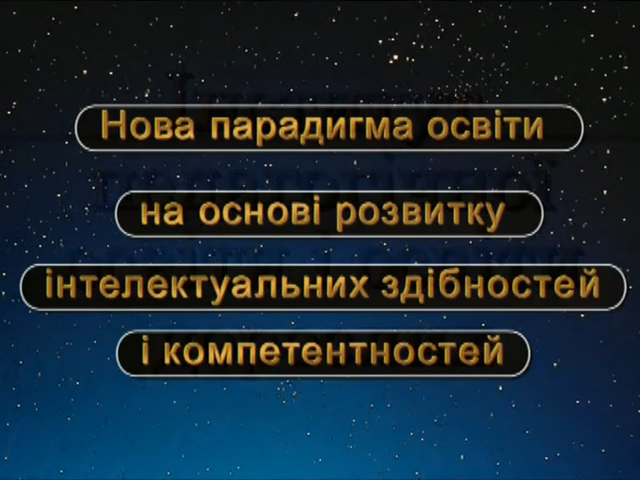 Нова парадигма освіти
на основі розвитку
інтелектуальних здібностей
і компетентностей